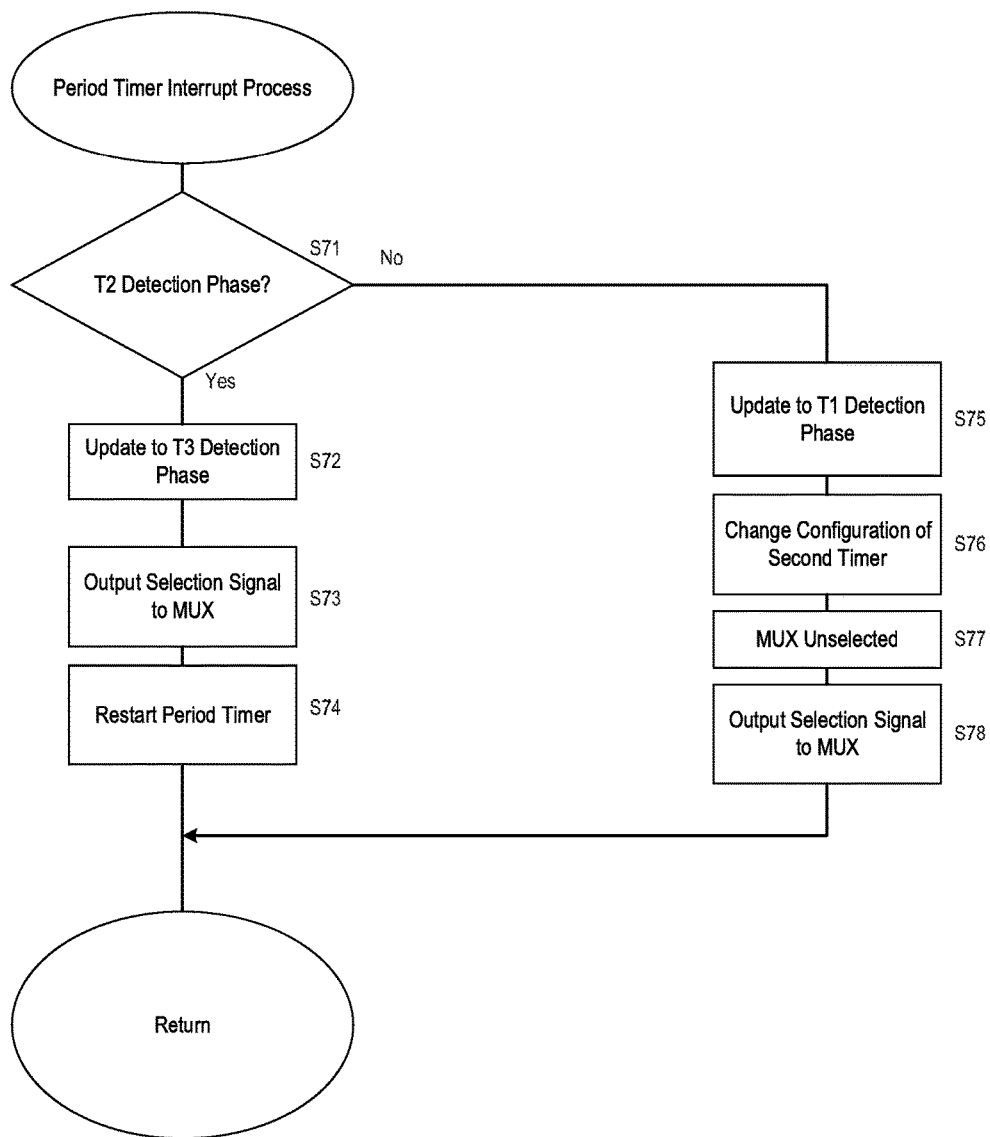 Period Timer Interrupt Process
S71
No
T2 Detection Phase?
Yes
Update to T3 Detection
Phase
S72
Output Selection Signal
to MUX
S73
Restart Period Timer
S74
Update to T1 Detection
Phase
S75
Change Configuration of
Second Timer
S76
MUX Unselected
S77
Output Selection Signal
to MUX
S78
Return